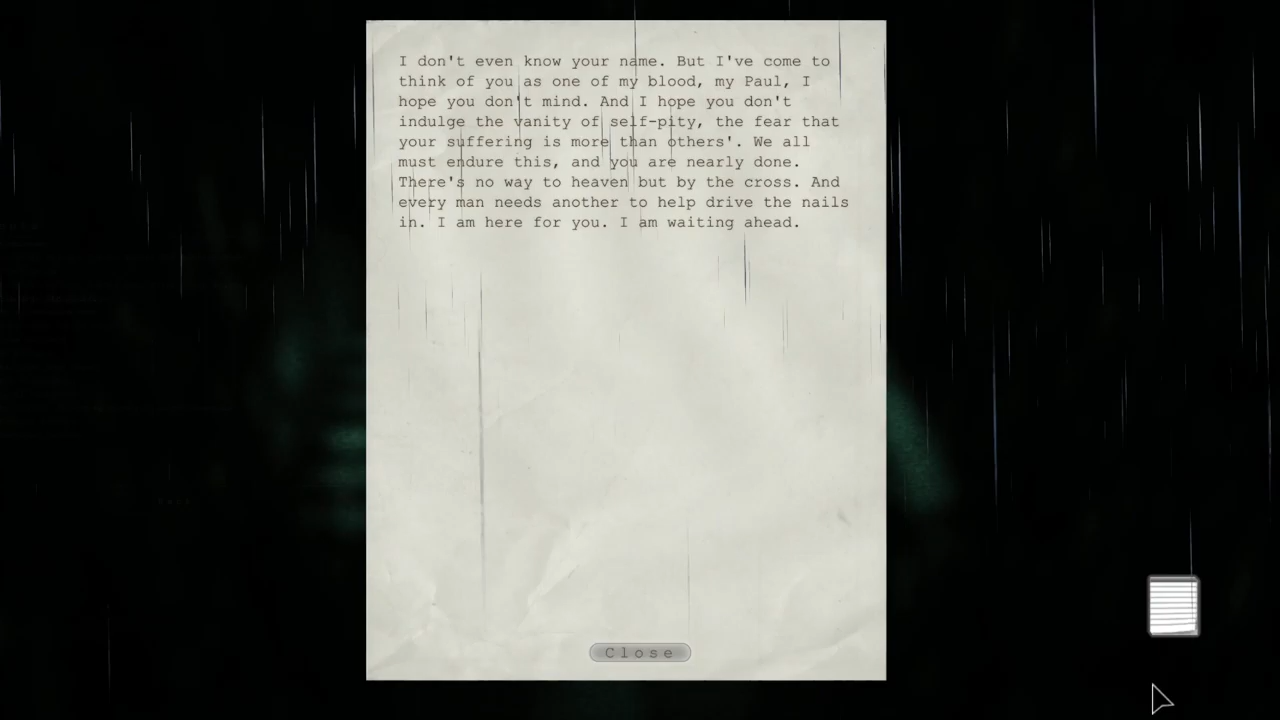 I don't even know your name. But I've come to
think of you as one of my blood, my Paul, I
hope you don't mind. And I hope you don't
indulge the vanity of self-pity, the fear that
your suffering is more than others'. We all
must endure this, and you are nearly done.
There's no way to heaven but by the cross. And
every man needs another to help drive the nails
in. I am here for you. I am waiting ahead.
Close